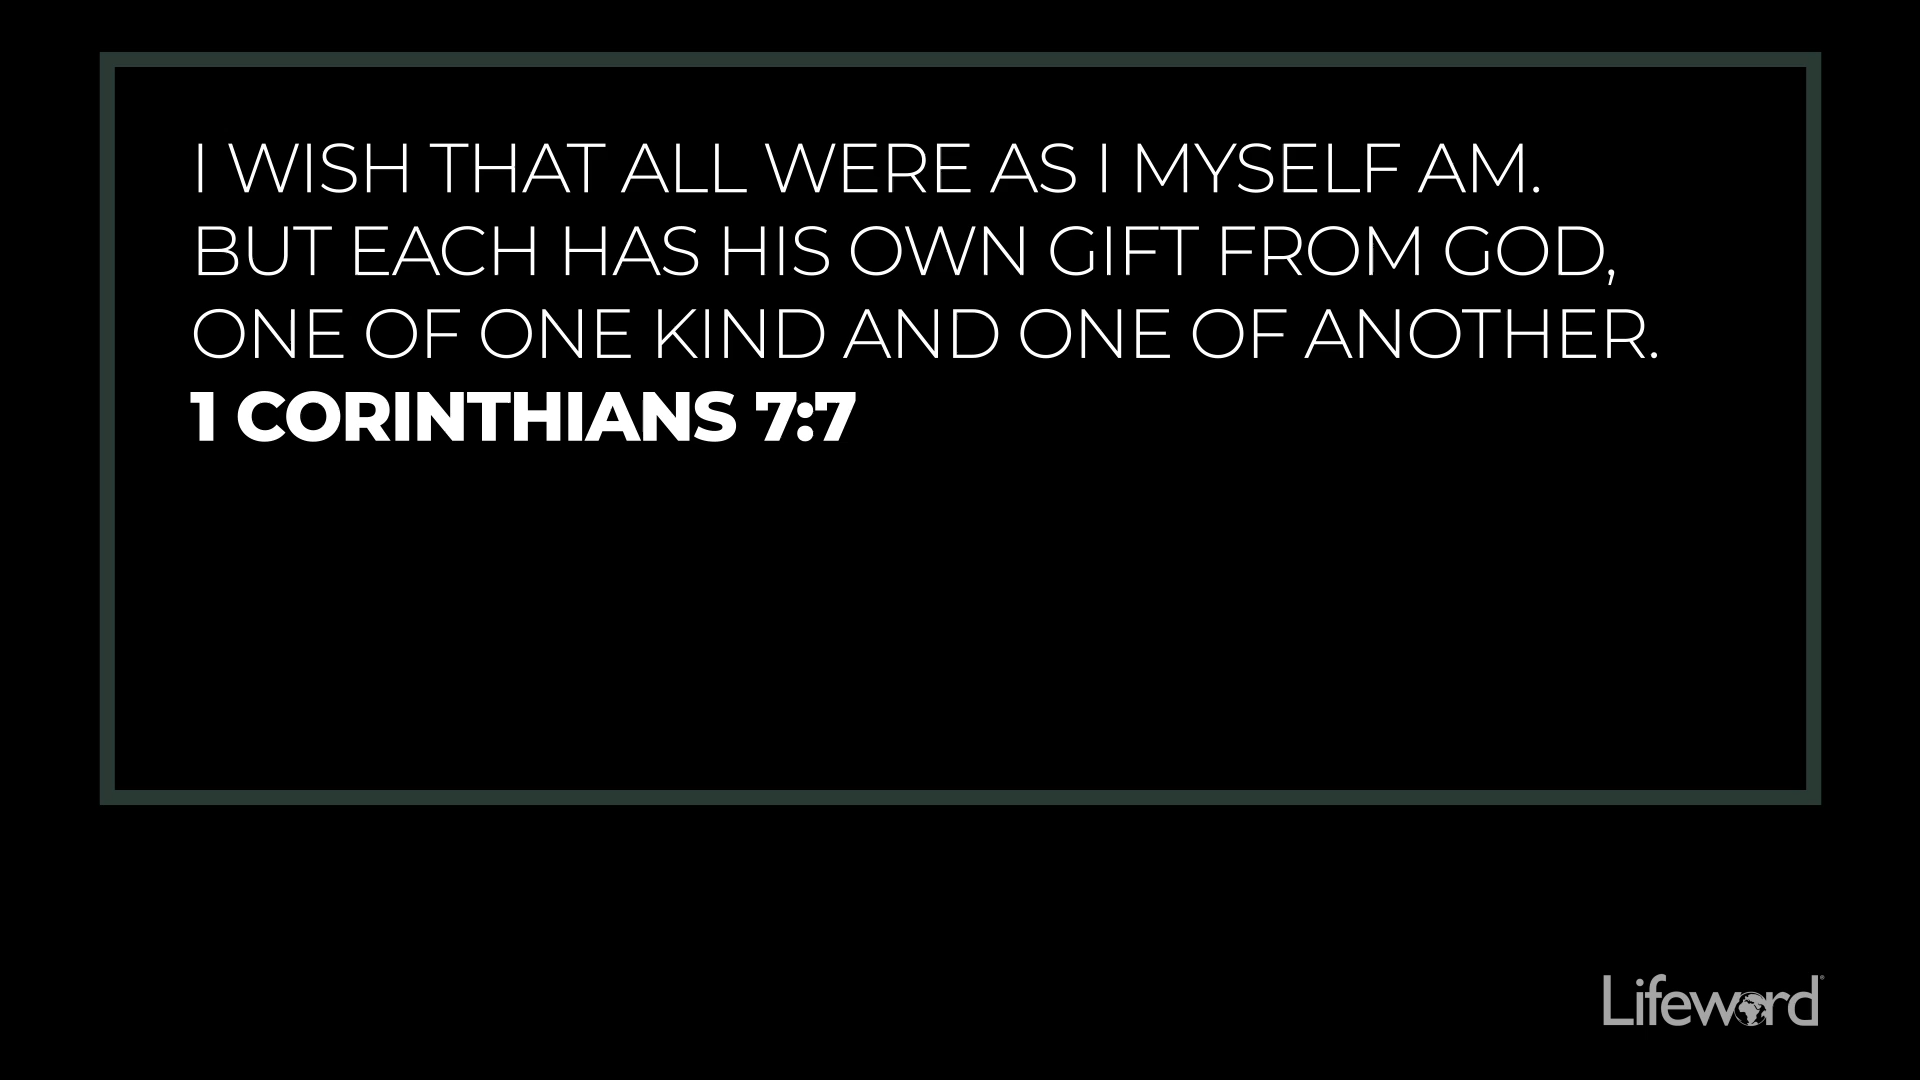 I WISH THAT ALL WERE AS I MYSELF AM.
BUT EACH HAS HIS OWN GIFT FROM GOD,
ONE OF ONE KIND AND ONE OF ANOTHER.
1 CORINTHIANS 7:7
Lifeword®